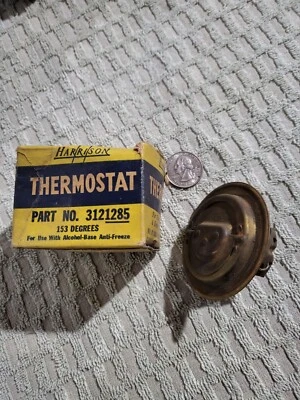 HARRISON
THERMOSTAT
PART NO. 3121285
153 DEGREES
For Use With Alcohol-Base Anti-Freeze